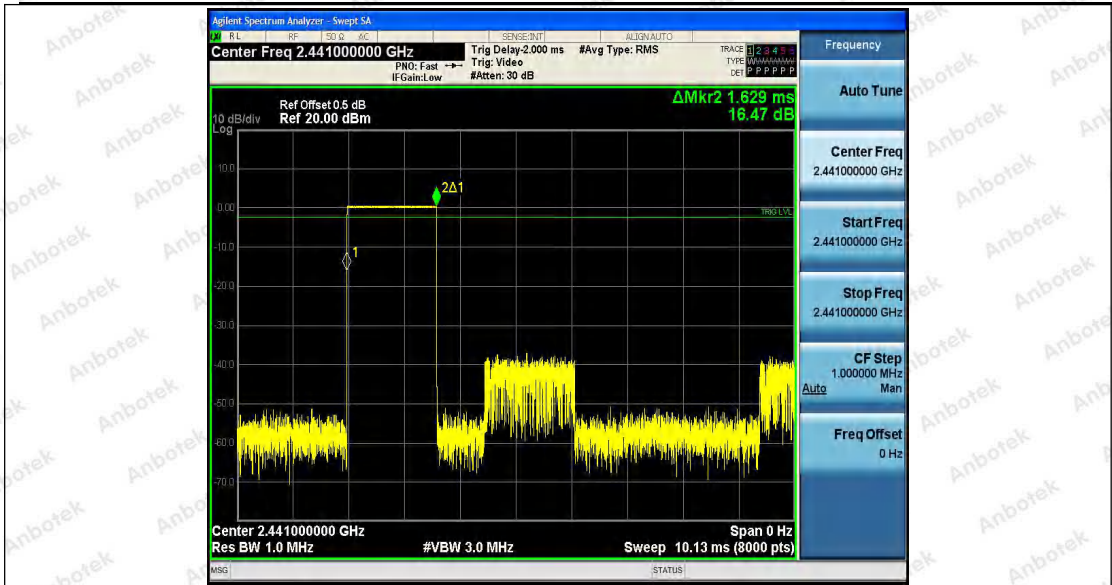 Agilent Spectrum Analyzer - Swept SA
RL RF 50 Ω AC SENSE:INT ALIGN AUTO
Center Freq 2.441000000 GHz
PNO: Fast
IFGain:Low
Trig Delay-2.000 ms
Trig: Video
#Atten: 30 dB
#Avg Type: RMS
TRACE 1 2 3 4 5 6
TYPE
DET P P P P P P
ΔMkr2 1.629 ms
16.47 dB
Ref Offset 0.5 dB
10 dB/div Ref 20.00 dBm
Log
10.0
0.00
-10.0
-20.0
-30.0
-40.0
-50.0
-60.0
-70.0
2Δ1
1
TRIG LVL
Center 2.441000000 GHz Span 0 Hz
Res BW 1.0 MHz #VBW 3.0 MHz Sweep 10.13 ms (8000 pts)
MSG STATUS
Frequency
Auto Tune
Center Freq
2.441000000 GHz
Start Freq
2.441000000 GHz
Stop Freq
2.441000000 GHz
CF Step
1.000000 MHz
Auto Man
Freq Offset
0 Hz
Anbotek